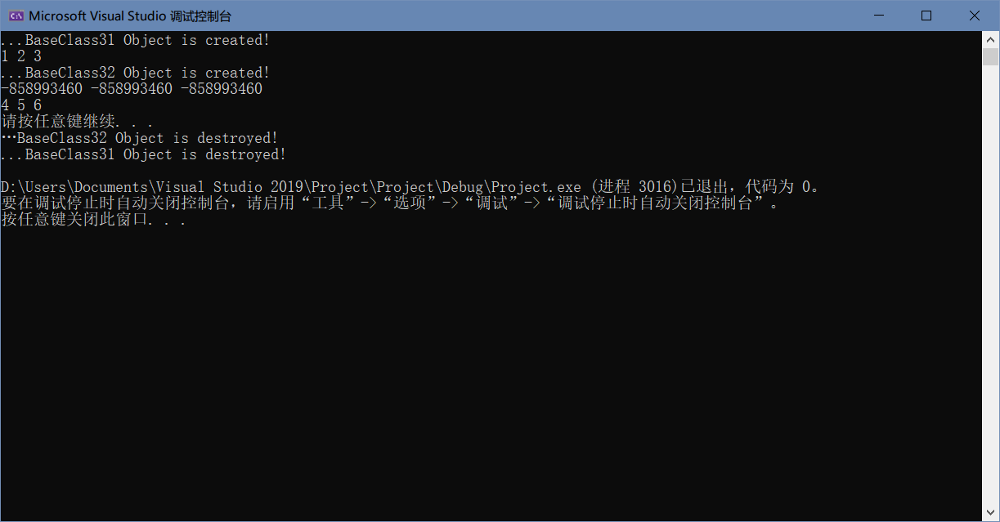 Microsoft Visual Studio 调试控制台
...BaseClass31 Object is created!
1 2 3
...BaseClass32 Object is created!
-858993460 -858993460 -858993460
4 5 6
请按任意键继续. . .
…BaseClass32 Object is destroyed!
...BaseClass31 Object is destroyed!
D:\Users\Documents\Visual Studio 2019\Project\Project\Debug\Project.exe (进程 3016)已退出，代码为 0。
要在调试停止时自动关闭控制台，请启用“工具”->“选项”->“调试”->“调试停止时自动关闭控制台”。
按任意键关闭此窗口. . .